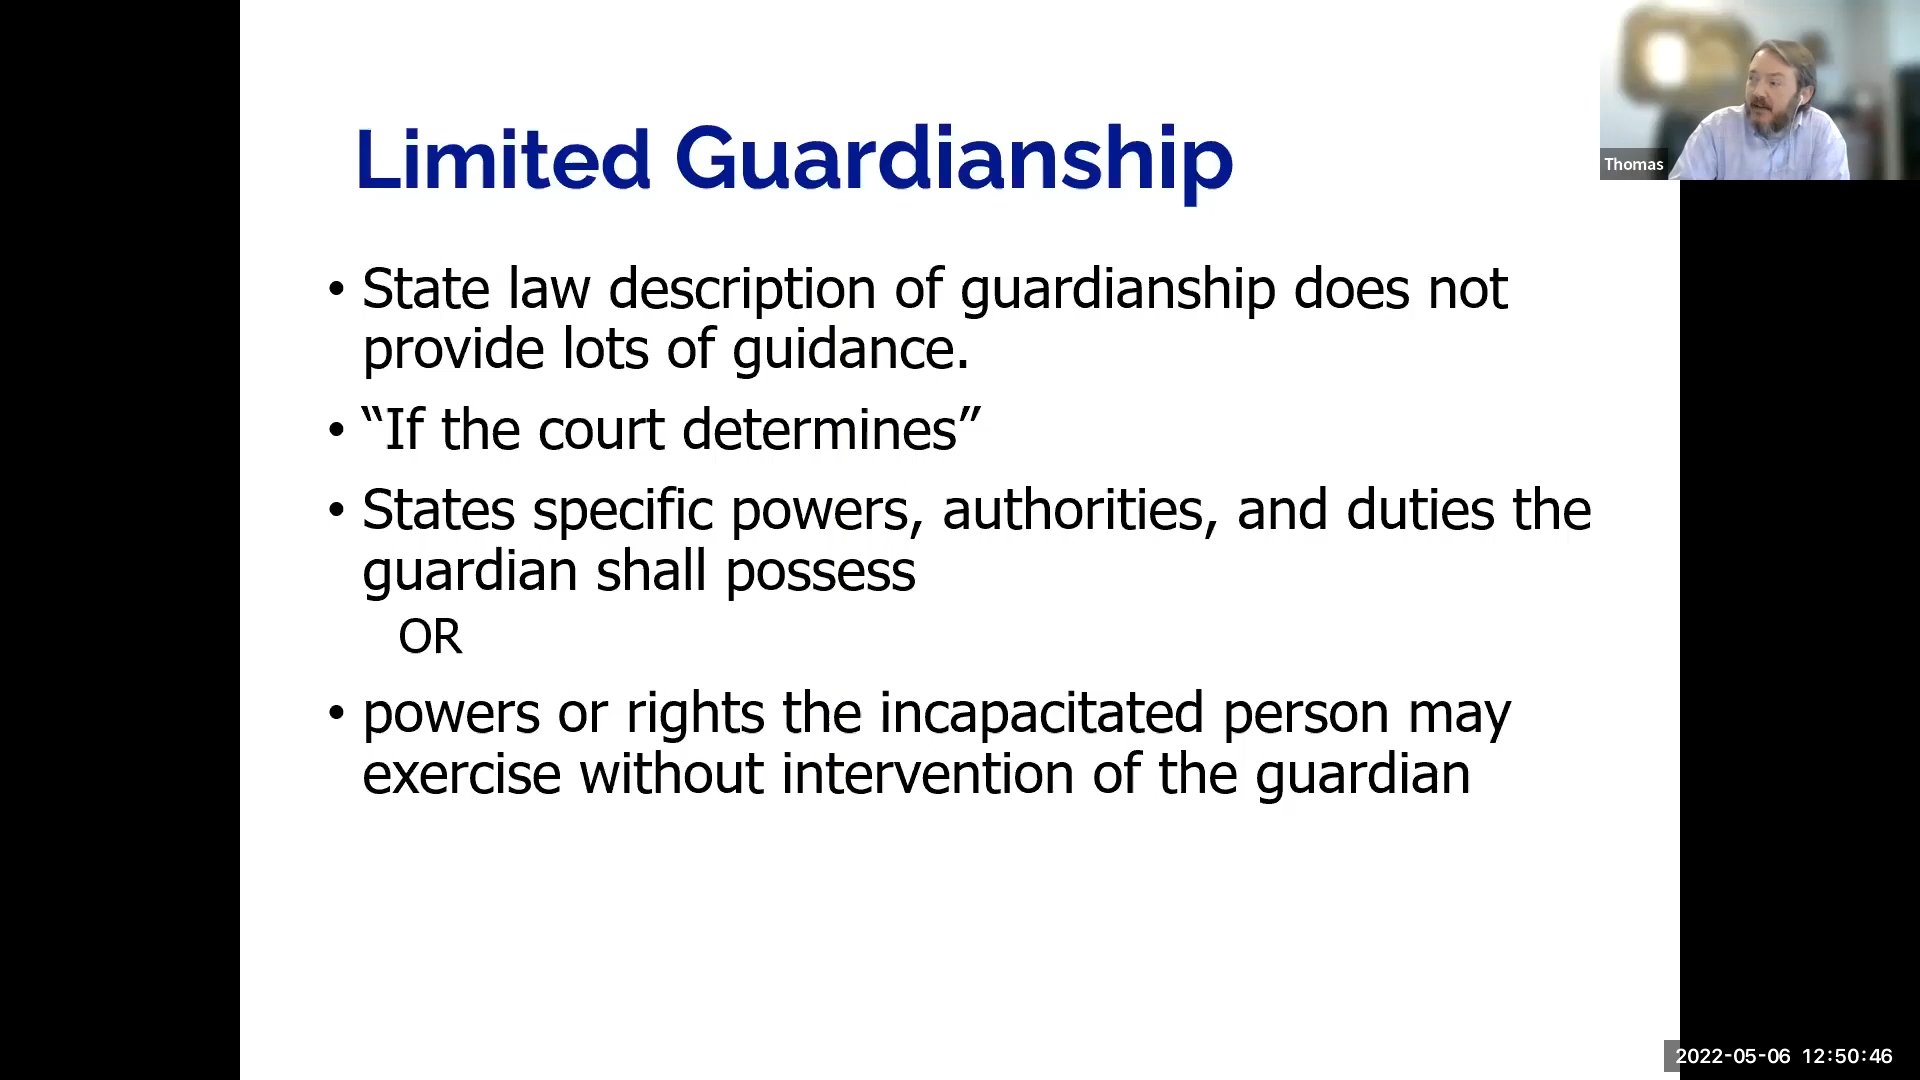 Limited Guardianship
• State law description of guardianship does not
provide lots of guidance.
• “If the court determines”
• States specific powers, authorities, and duties the
guardian shall possess
OR
• powers or rights the incapacitated person may
exercise without intervention of the guardian
Thomas
2022-05-06 12:50:46